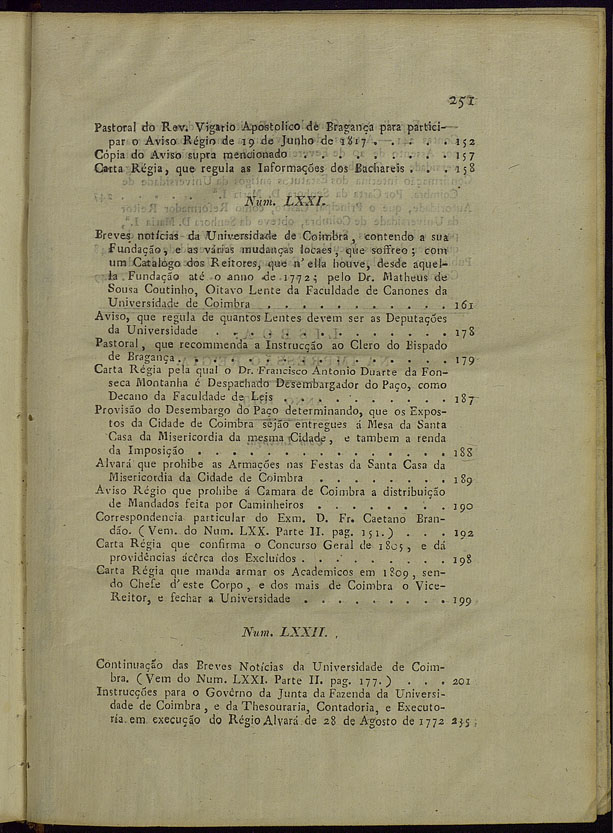 251
Pastoral do Rev. Vigario Apostolico de Bragança para partici-
par o Aviso Régio de 19 de Junho de 1817 . . . . . 152
Cópia do Aviso supra mencionado . . . . . . . . . 157
Carta Régia, que regula as Informações dos Bachareis . . . 158
Num. LXXI.
Breves notícias da Universidade de Coimbra, contendo a sua
Fundação, e as várias mudanças locaes, que soffreo; com
um Catalogo dos Reitores, que n'ella houve, desde aquel-
la Fundação até o anno de 1772; pelo Dr. Matheus de
Sousa Coutinho, Oitavo Lente da Faculdade de Canones da
Universidade de Coimbra . . . . . . . . . . . 161
Aviso, que regula de quantos Lentes devem ser as Deputações
da Universidade . . . . . . . . . . . . . . 178
Pastoral, que recommenda a Instrucção ao Clero do Bispado
de Bragança. . . . . . . . . . . . . . . . 179
Carta Régia pela qual o Dr. Francisco Antonio Duarte da Fon-
seca Montanha é Despachado Desembargador do Paço, como
Decano da Faculdade de Leis . . . . . . . . . . 187
Provisão do Desembargo do Paço determinando, que os Expos-
tos da Cidade de Coimbra sejão entregues á Mesa da Santa
Casa da Misericordia da mesma Cidade, e tambem a renda
da Imposição . . . . . . . . . . . . . . . 188
Alvará que prohibe as Armações nas Festas da Santa Casa da
Misericordia da Cidade de Coimbra . . . . . . . . 189
Aviso Régio que prohibe á Camara de Coimbra a distribuição
de Mandados feita por Caminheiros . . . . . . . . 190
Correspondencia particular do Exm. D. Fr. Caetano Bran-
dão. (Vem. do Num. LXX. Parte II. pag. 151.) . . . 192
Carta Régia que confirma o Concurso Geral de 1805, e dá
providências ácêrca dos Excluídos . . . . . . . . . 198
Carta Régia que manda armar os Academicos em 1809, sen-
do Chefe d'este Corpo, e dos mais de Coimbra o Vice-
Reitor, e fechar a Universidade . . . . . . . . . 199
Num. LXXII.
Continuação das Breves Notícias da Universidade de Coim-
bra. (Vem do Num. LXXI. Parte II. pag. 177.) . . . 201
Instrucções para o Govêrno da Junta da Fazenda da Universi-
dade de Coimbra, e da Thesouraria, Contadoria, e Executo-
ría em execução do Régio Alvará de 28 de Agosto de 1772 235